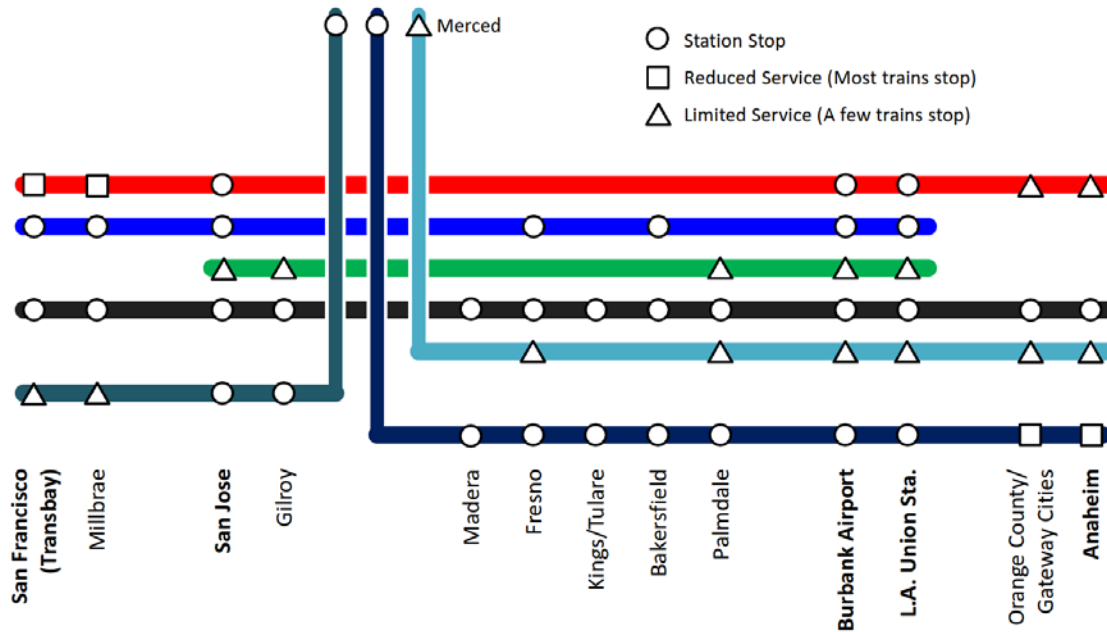 Merced
Station Stop
Reduced Service (Most trains stop)
Limited Service (A few trains stop)
San Francisco
(Transbay)
Millbrae
San Jose
Gilroy
Madera
Fresno
Kings/Tulare
Bakersfield
Palmdale
Burbank Airport
L.A. Union Sta.
Orange County/
Gateway Cities
Anaheim